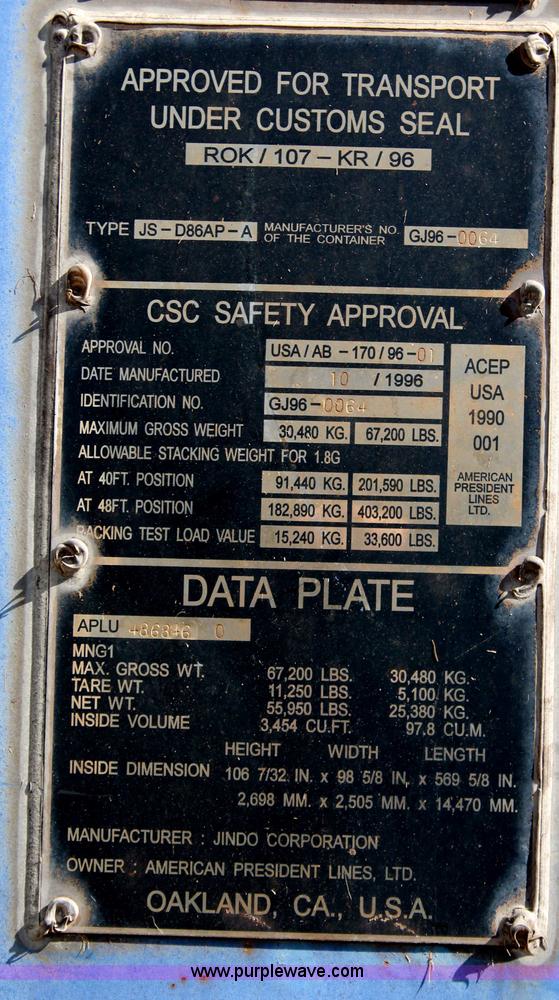 APPROVED FOR TRANSPORT
UNDER CUSTOMS SEAL
ROK / 107 – KR / 96
TYPE JS – D86AP – A MANUFACTURER'S NO. OF THE CONTAINER GJ96-0064
CSC SAFETY APPROVAL
APPROVAL NO. USA / AB – 170 / 96 - 01
DATE MANUFACTURED 10 / 1996
IDENTIFICATION NO. GJ96-0064
MAXIMUM GROSS WEIGHT 30,480 KG. 67,200 LBS.
ALLOWABLE STACKING WEIGHT FOR 1.8G
AT 40FT. POSITION 91,440 KG. 201,590 LBS.
AT 48FT. POSITION 182,890 KG. 403,200 LBS.
RACKING TEST LOAD VALUE 15,240 KG. 33,600 LBS.
ACEP
USA
1990
001
AMERICAN
PRESIDENT
LINES
LTD.
DATA PLATE
APLU 486346 0
MNG1
MAX. GROSS WT. 67,200 LBS. 30,480 KG.
TARE WT. 11,250 LBS. 5,100 KG.
NET WT. 55,950 LBS. 25,380 KG.
INSIDE VOLUME 3,454 CU.FT. 97.8 CU.M.
HEIGHT WIDTH LENGTH
INSIDE DIMENSION 106 7/32 IN. x 98 5/8 IN. x 569 5/8 IN.
2,698 MM. x 2,505 MM. x 14,470 MM.
MANUFACTURER : JINDO CORPORATION
OWNER : AMERICAN PRESIDENT LINES, LTD.
OAKLAND, CA., U.S.A.
www.purplewave.com